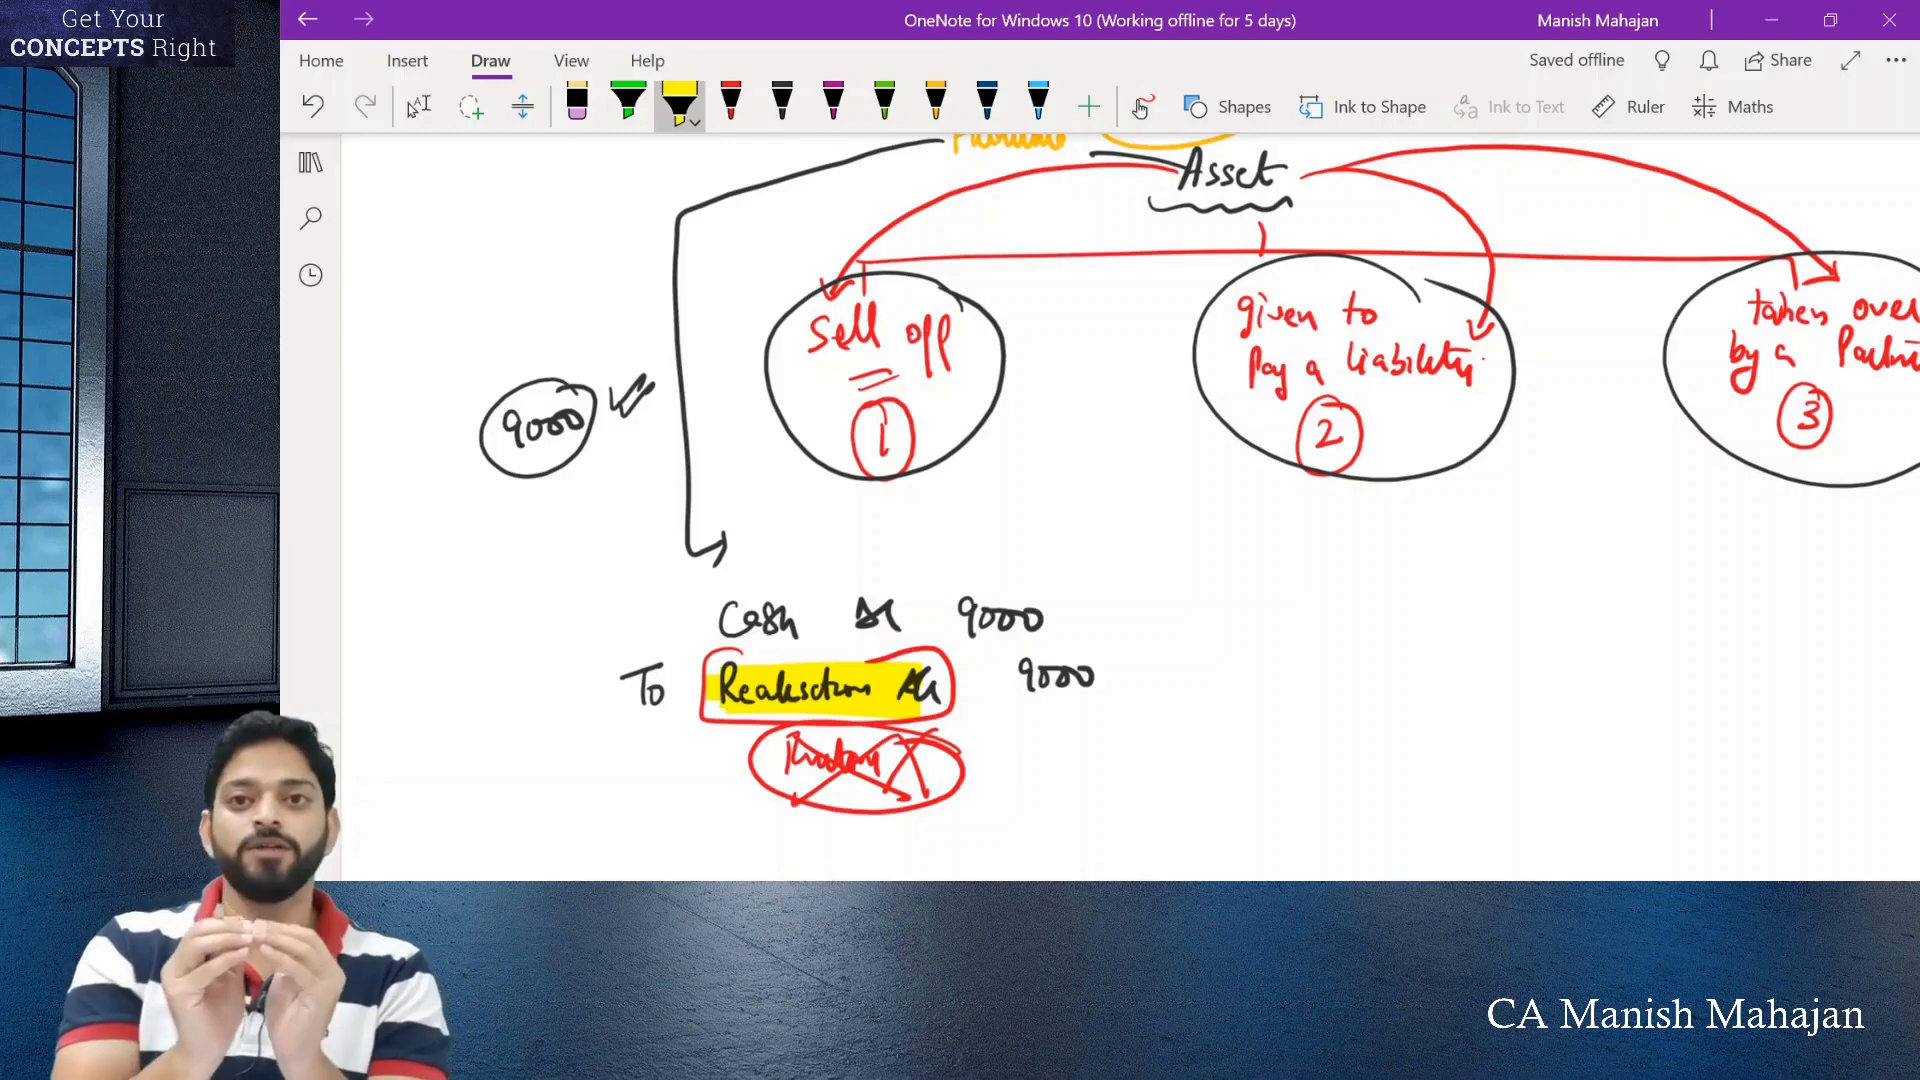 Get Your
CONCEPTS Right
OneNote for Windows 10 (Working offline for 5 days)
Manish Mahajan
Home Insert Draw View Help
Saved offline
Share
Shapes
Ink to Shape
Ink to Text
Ruler
Maths
Asset
Sell off
1
given to
Pay a liability
2
taken over
by a Partn
3
9000
Cash A/c 9000
To Realisation A/c 9000
CA Manish Mahajan